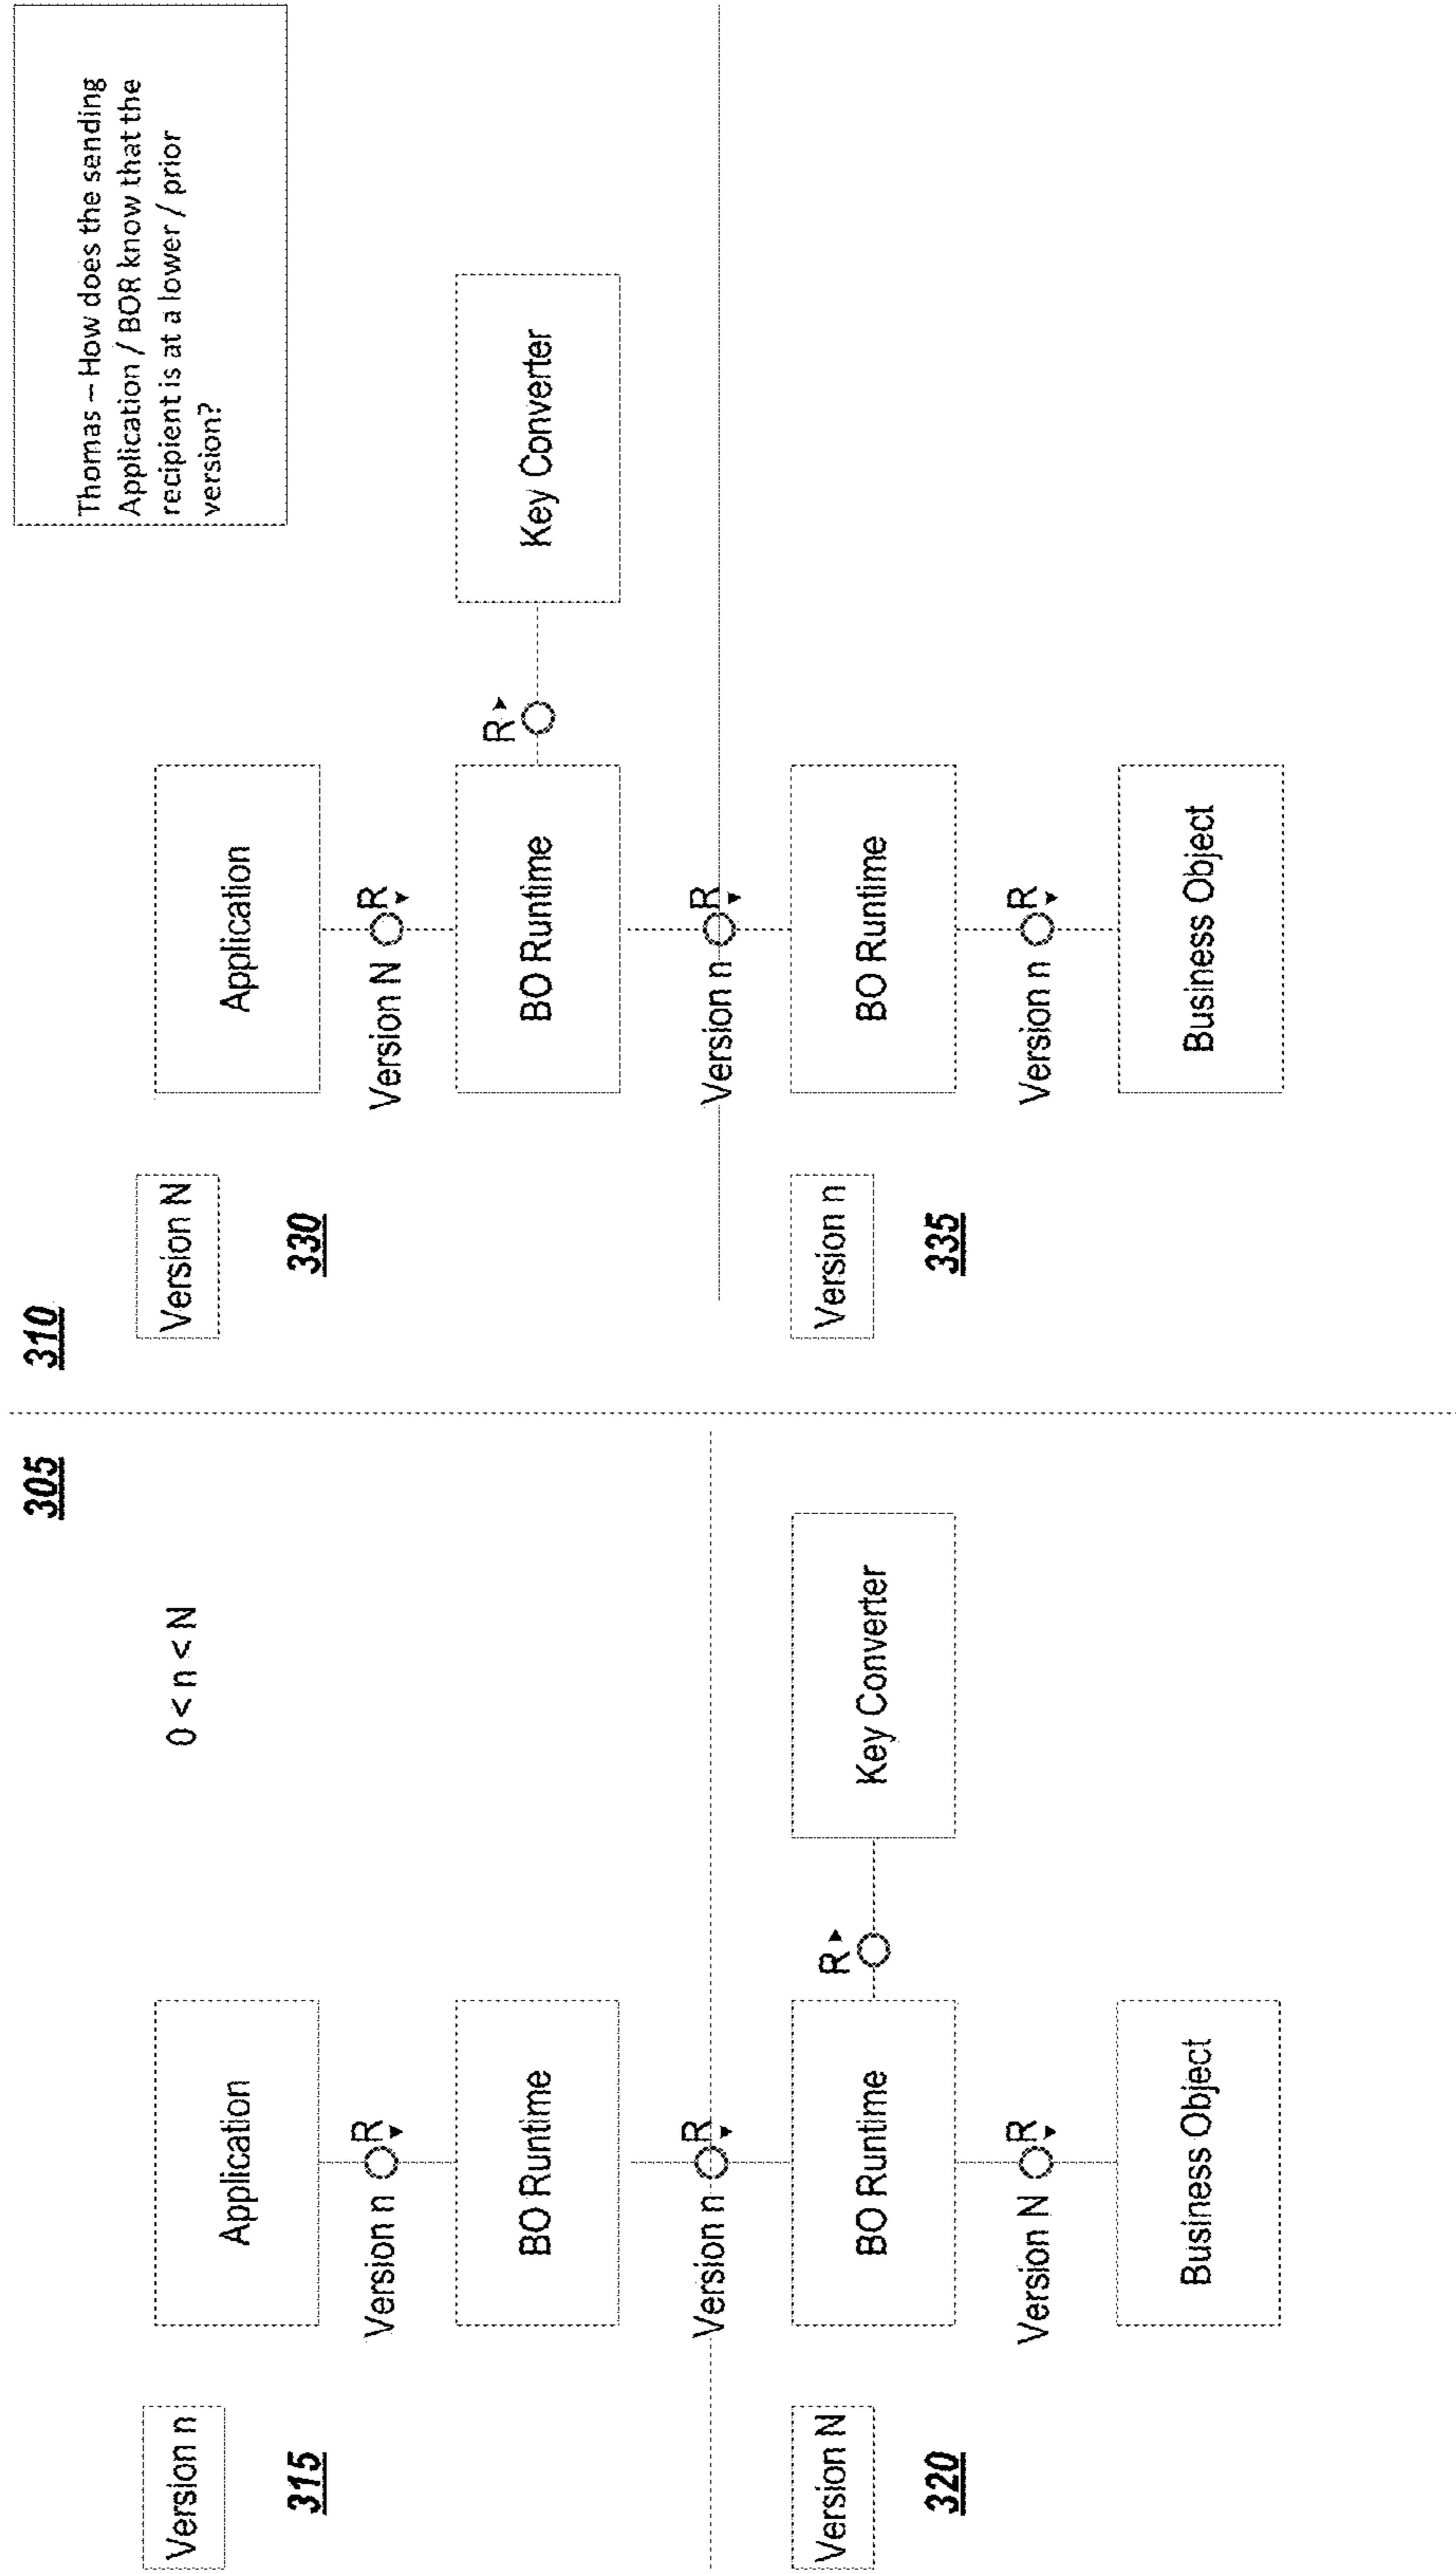 305
0 < n < N
Version n
315
Application
Version n
R
BO Runtime
Version n
R
Version N
320
BO Runtime
R
Key Converter
Version N
R
Business Object
310
Thomas – How does the sending
Application / BOR know that the
recipient is at a lower / prior
version?
Version N
330
Application
Version N
R
BO Runtime
R
Key Converter
Version n
R
Version n
335
BO Runtime
Version n
R
Business Object